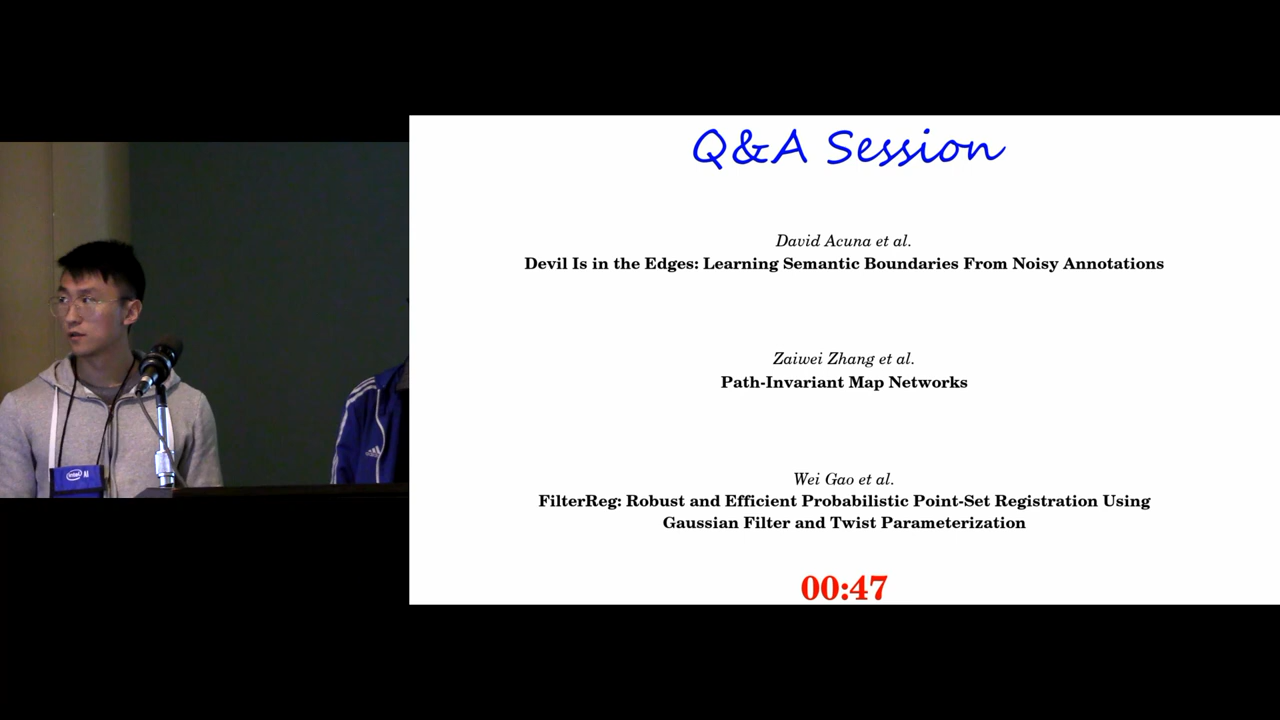 Q&A Session
David Acuna et al.
Devil Is in the Edges: Learning Semantic Boundaries From Noisy Annotations
Zaiwei Zhang et al.
Path-Invariant Map Networks
Wei Gao et al.
FilterReg: Robust and Efficient Probabilistic Point-Set Registration Using
Gaussian Filter and Twist Parameterization
00:47
intel AI